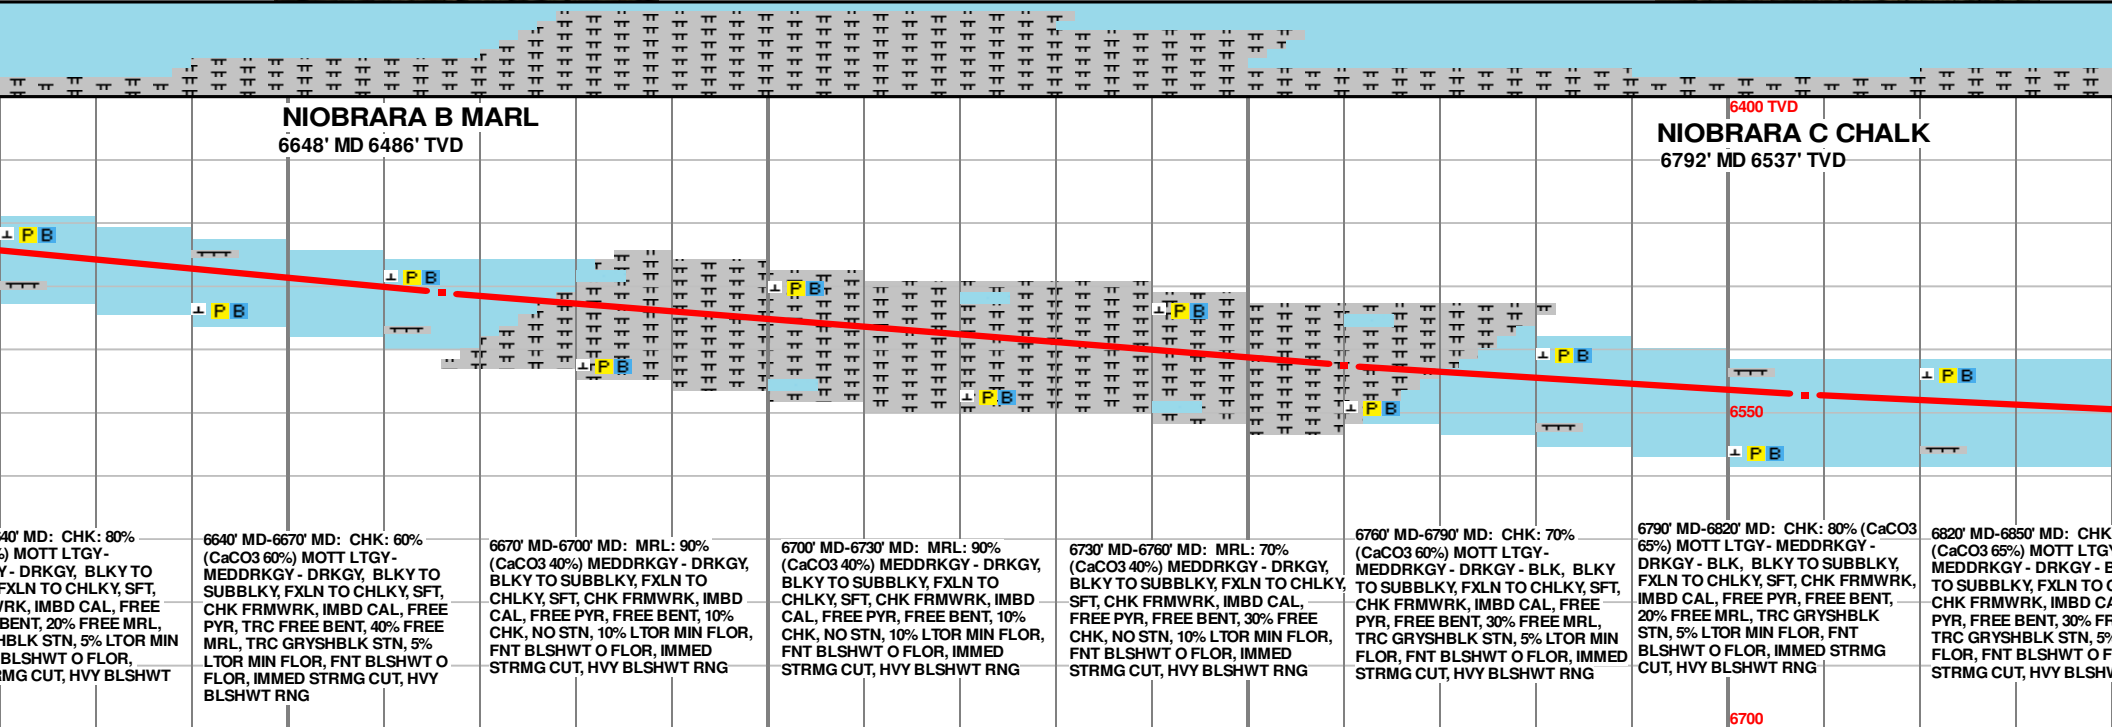 NIOBRARA B MARL
6648' MD 6486' TVD
6400 TVD
NIOBRARA C CHALK
6792' MD 6537' TVD
P B
P B
P B
P B
P B
P B
P B
P B
P B
P B
P B
P B
6550
40' MD: CHK: 80%
) MOTT LTGY-
Y - DRKGY, BLKY TO
FXLN TO CHLKY, SFT,
WRK, IMBD CAL, FREE
BENT, 20% FREE MRL,
HBLK STN, 5% LTOR MIN
BLSHWT O FLOR,
RMG CUT, HVY BLSHWT
6640' MD-6670' MD: CHK: 60%
(CaCO3 60%) MOTT LTGY-
MEDDRKGY - DRKGY, BLKY TO
SUBBLKY, FXLN TO CHLKY, SFT,
CHK FRMWRK, IMBD CAL, FREE
PYR, TRC FREE BENT, 40% FREE
MRL, TRC GRYSHBLK STN, 5%
LTOR MIN FLOR, FNT BLSHWT O
FLOR, IMMED STRMG CUT, HVY
BLSHWT RNG
6670' MD-6700' MD: MRL: 90%
(CaCO3 40%) MEDDRKGY - DRKGY,
BLKY TO SUBBLKY, FXLN TO
CHLKY, SFT, CHK FRMWRK, IMBD
CAL, FREE PYR, FREE BENT, 10%
CHK, NO STN, 10% LTOR MIN FLOR,
FNT BLSHWT O FLOR, IMMED
STRMG CUT, HVY BLSHWT RNG
6700' MD-6730' MD: MRL: 90%
(CaCO3 40%) MEDDRKGY - DRKGY,
BLKY TO SUBBLKY, FXLN TO
CHLKY, SFT, CHK FRMWRK, IMBD
CAL, FREE PYR, FREE BENT, 10%
CHK, NO STN, 10% LTOR MIN FLOR,
FNT BLSHWT O FLOR, IMMED
STRMG CUT, HVY BLSHWT RNG
6730' MD-6760' MD: MRL: 70%
(CaCO3 40%) MEDDRKGY - DRKGY,
BLKY TO SUBBLKY, FXLN TO CHLKY,
SFT, CHK FRMWRK, IMBD CAL,
FREE PYR, FREE BENT, 30% FREE
CHK, NO STN, 10% LTOR MIN FLOR,
FNT BLSHWT O FLOR, IMMED
STRMG CUT, HVY BLSHWT RNG
6760' MD-6790' MD: CHK: 70%
(CaCO3 60%) MOTT LTGY-
MEDDRKGY - DRKGY - BLK, BLKY
TO SUBBLKY, FXLN TO CHLKY, SFT,
CHK FRMWRK, IMBD CAL, FREE
PYR, FREE BENT, 30% FREE MRL,
TRC GRYSHBLK STN, 5% LTOR MIN
FLOR, FNT BLSHWT O FLOR, IMMED
STRMG CUT, HVY BLSHWT RNG
6790' MD-6820' MD: CHK: 80% (CaCO3
65%) MOTT LTGY- MEDDRKGY -
DRKGY - BLK, BLKY TO SUBBLKY,
FXLN TO CHLKY, SFT, CHK FRMWRK,
IMBD CAL, FREE PYR, FREE BENT,
20% FREE MRL, TRC GRYSHBLK
STN, 5% LTOR MIN FLOR, FNT
BLSHWT O FLOR, IMMED STRMG
CUT, HVY BLSHWT RNG
6820' MD-6850' MD: CHK
(CaCO3 65%) MOTT LTGY
MEDDRKGY - DRKGY - B
TO SUBBLKY, FXLN TO C
CHK FRMWRK, IMBD CA
PYR, FREE BENT, 30% FR
TRC GRYSHBLK STN, 5%
FLOR, FNT BLSHWT O F
STRMG CUT, HVY BLSHW
6700